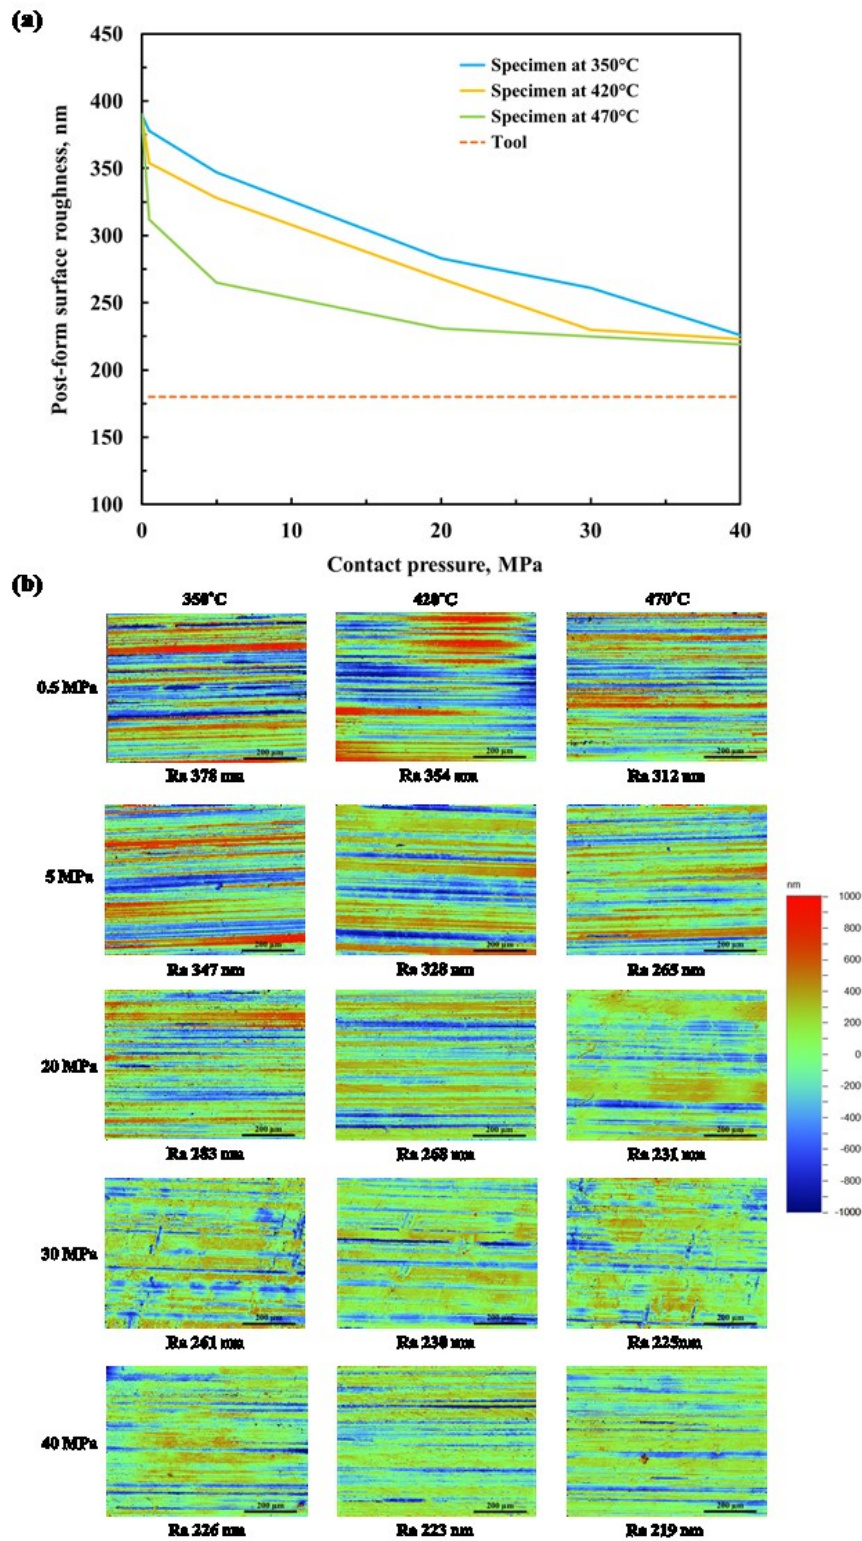 (a)
450
400
350
300
250
200
150
100
Post-form surface roughness, nm
Specimen at 350°C
Specimen at 420°C
Specimen at 470°C
Tool
0 10 20 30 40
Contact pressure, MPa
(b)
350°C 420°C 470°C
0.5 MPa
200 µm 200 µm 200 µm
Ra 378 nm Ra 354 nm Ra 312 nm
5 MPa
200 µm 200 µm 200 µm
Ra 347 nm Ra 328 nm Ra 265 nm
20 MPa
200 µm 200 µm 200 µm
Ra 283 nm Ra 268 nm Ra 231 nm
30 MPa
200 µm 200 µm 200 µm
Ra 261 nm Ra 230 nm Ra 225nm
40 MPa
200 µm 200 µm 200 µm
Ra 226 nm Ra 223 nm Ra 219 nm
nm
1000
800
600
400
200
0
-200
-400
-600
-800
-1000